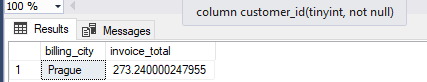 100 %
column customer_id(tinyint, not null)
Results Messages
billing_city invoice_total
1 Prague 273.240000247955